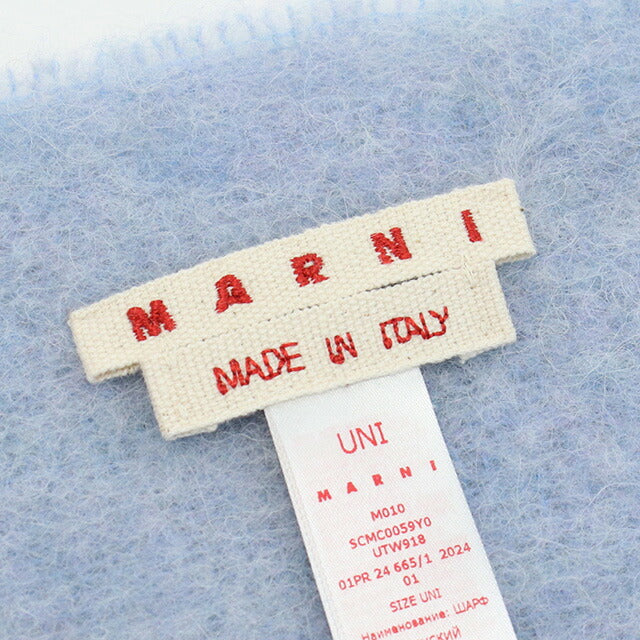 MARNI
MADE IN ITALY
UNI
MARNI
M010
SCMC0059Y0
UTW918
01PR 24 665/1 2024
01
SIZE UNI
Наименование: ШАРФ